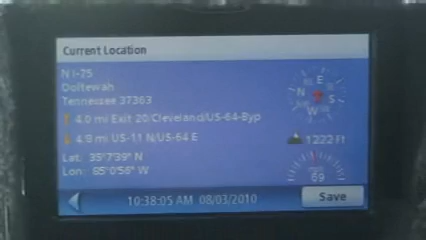 Current Location
N I-75
Ooltewah
Tennessee 37363
4.0 mi Exit 20/Cleveland/US-64-Byp
4.8 mi US-11 N/US-64 E
Lat: 35°7'39" N
Lon: 85°0'56" W
N E S W
1222 Ft
69
10:38:05 AM 08/03/2010
Save